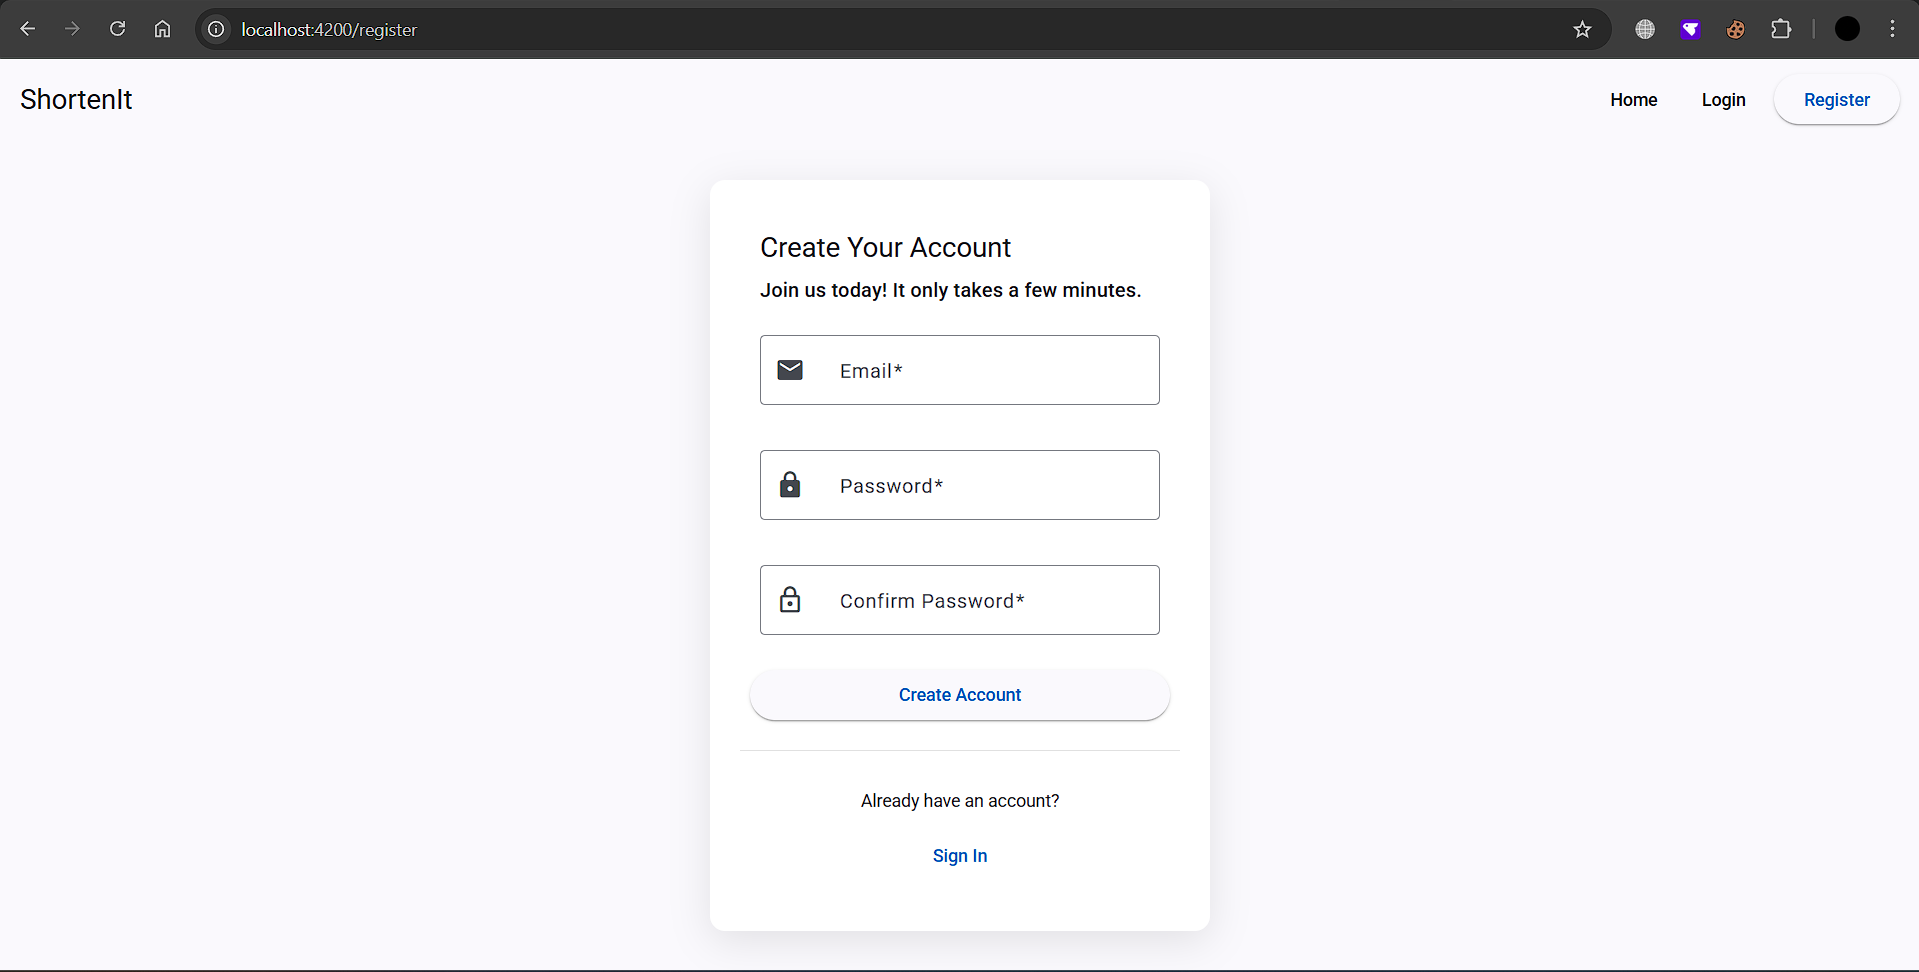 localhost:4200/register
ShortenIt
Home Login Register
Create Your Account
Join us today! It only takes a few minutes.
Email*
Password*
Confirm Password*
Create Account
Already have an account?
Sign In